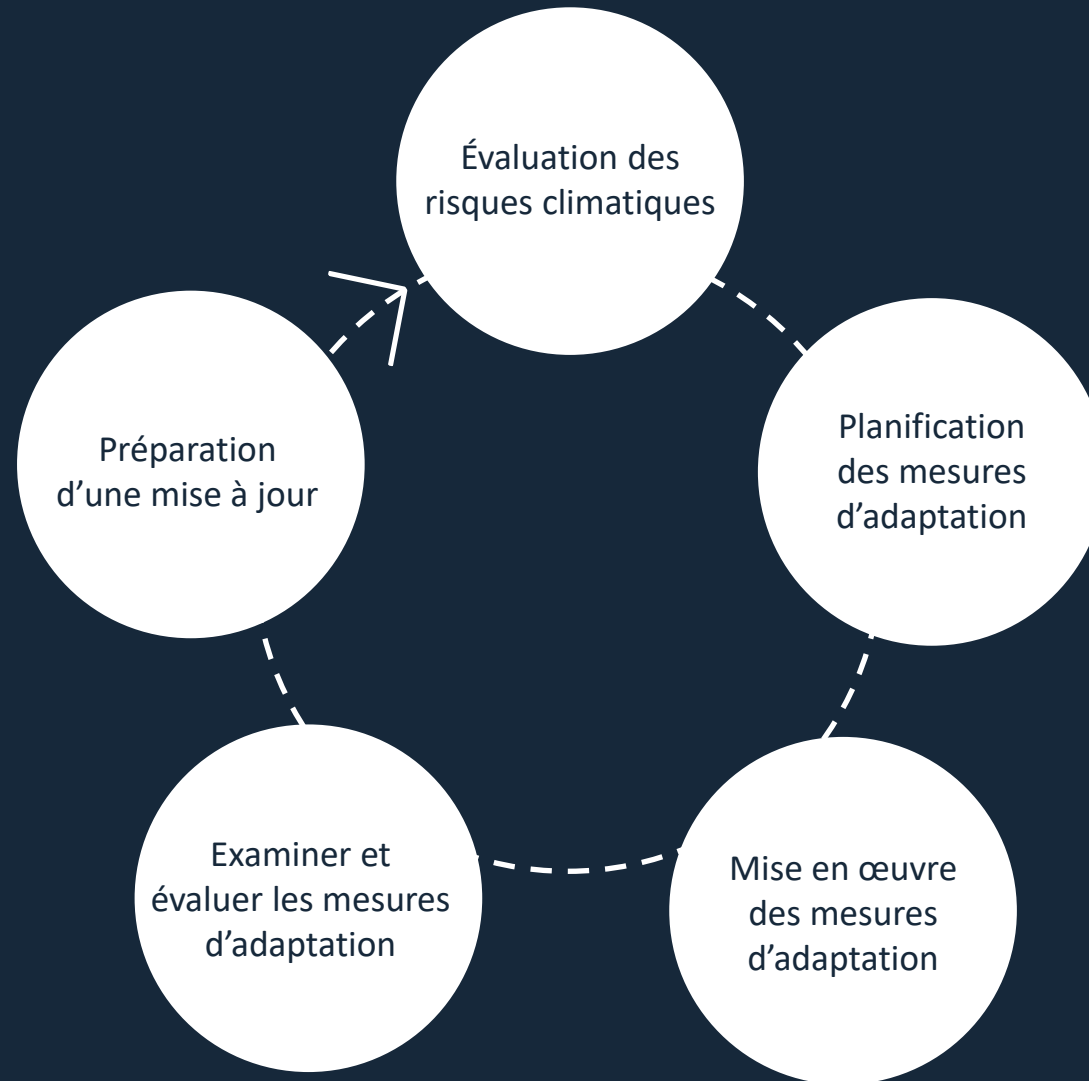 Évaluation des
risques climatiques
Planification
des mesures
d’adaptation
Mise en œuvre
des mesures
d’adaptation
Examiner et
évaluer les mesures
d’adaptation
Préparation
d’une mise à jour